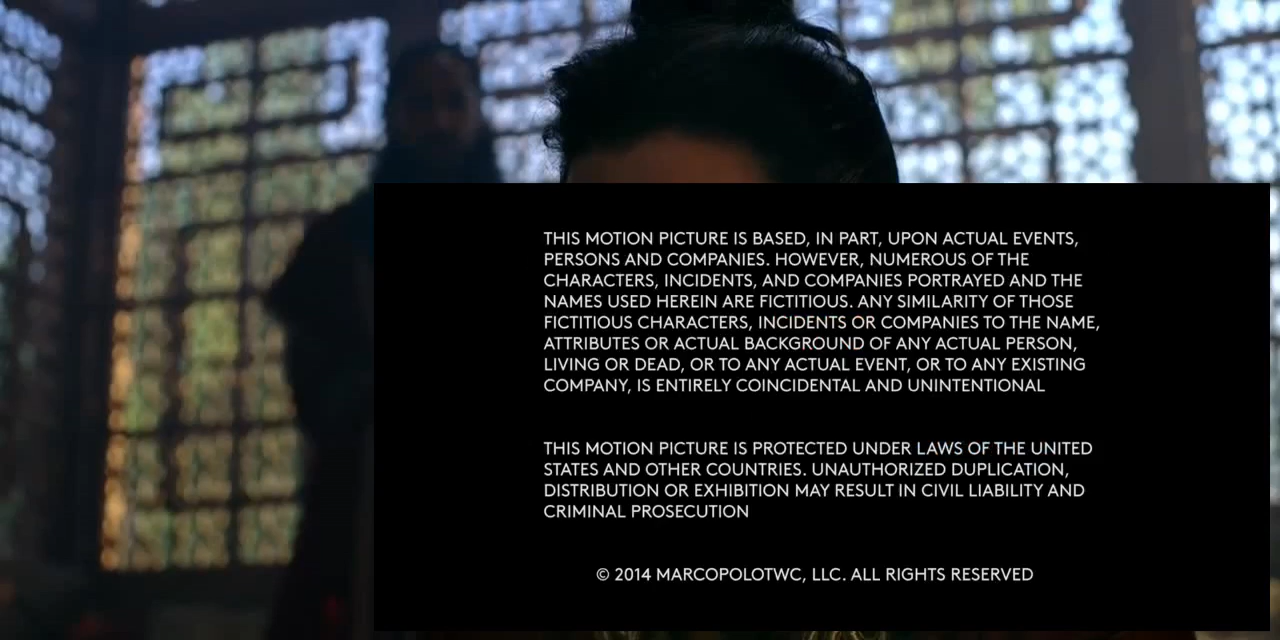 THIS MOTION PICTURE IS BASED, IN PART, UPON ACTUAL EVENTS,
PERSONS AND COMPANIES. HOWEVER, NUMEROUS OF THE
CHARACTERS, INCIDENTS, AND COMPANIES PORTRAYED AND THE
NAMES USED HEREIN ARE FICTITIOUS. ANY SIMILARITY OF THOSE
FICTITIOUS CHARACTERS, INCIDENTS OR COMPANIES TO THE NAME,
ATTRIBUTES OR ACTUAL BACKGROUND OF ANY ACTUAL PERSON,
LIVING OR DEAD, OR TO ANY ACTUAL EVENT, OR TO ANY EXISTING
COMPANY, IS ENTIRELY COINCIDENTAL AND UNINTENTIONAL
THIS MOTION PICTURE IS PROTECTED UNDER LAWS OF THE UNITED
STATES AND OTHER COUNTRIES. UNAUTHORIZED DUPLICATION,
DISTRIBUTION OR EXHIBITION MAY RESULT IN CIVIL LIABILITY AND
CRIMINAL PROSECUTION
© 2014 MARCOPOLOTWC, LLC. ALL RIGHTS RESERVED